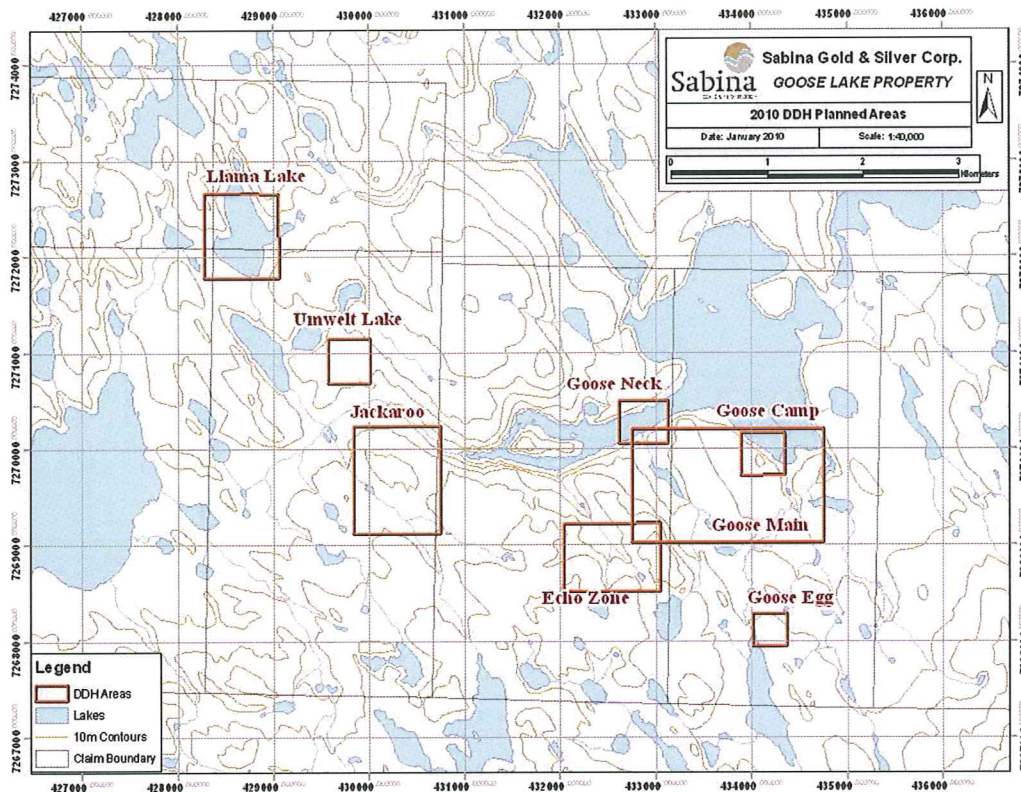 427000 428000 429000 430000 431000 432000 433000 434000 435000 436000
Sabina Gold & Silver Corp.
Sabina
GOOSE LAKE PROPERTY
2010 DDH Planned Areas
Date: January 2010 Scale: 1:40,000
0 1 2 3
Kilometers
N
7274000
7273000
7272000
7271000
7270000
7269000
7268000
7267000
Llama Lake
Umwelt Lake
Jackaroo
Goose Neck
Goose Camp
Goose Main
Echo Zone
Goose Egg
Legend
DDH Areas
Lakes
10m Contours
Claim Boundary
427000 428000 429000 430000 431000 432000 433000 434000 435000 436000